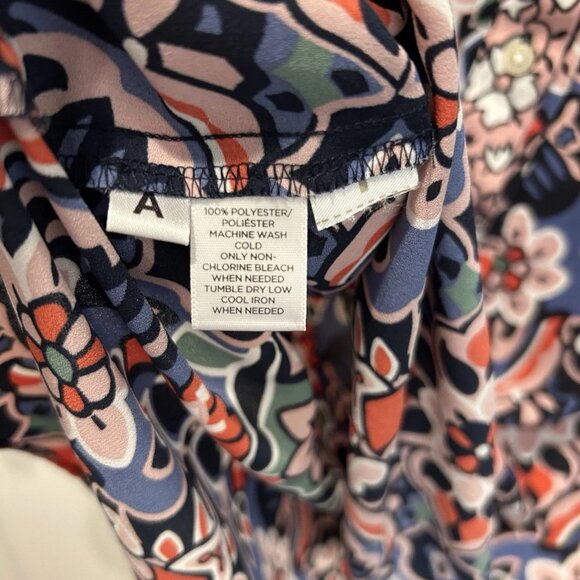 A
100% POLYESTER/
POLIÉSTER
MACHINE WASH
COLD
ONLY NON-
CHLORINE BLEACH
WHEN NEEDED
TUMBLE DRY LOW
COOL IRON
WHEN NEEDED